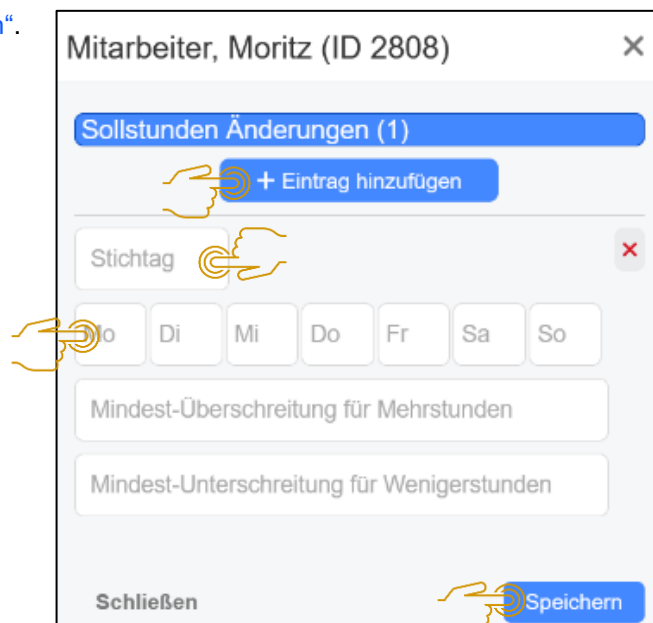 n“.
Mitarbeiter, Moritz (ID 2808) ×
Sollstunden Änderungen (1)
+ Eintrag hinzufügen
Stichtag
Mo Di Mi Do Fr Sa So
Mindest-Überschreitung für Mehrstunden
Mindest-Unterschreitung für Wenigerstunden
Schließen Speichern